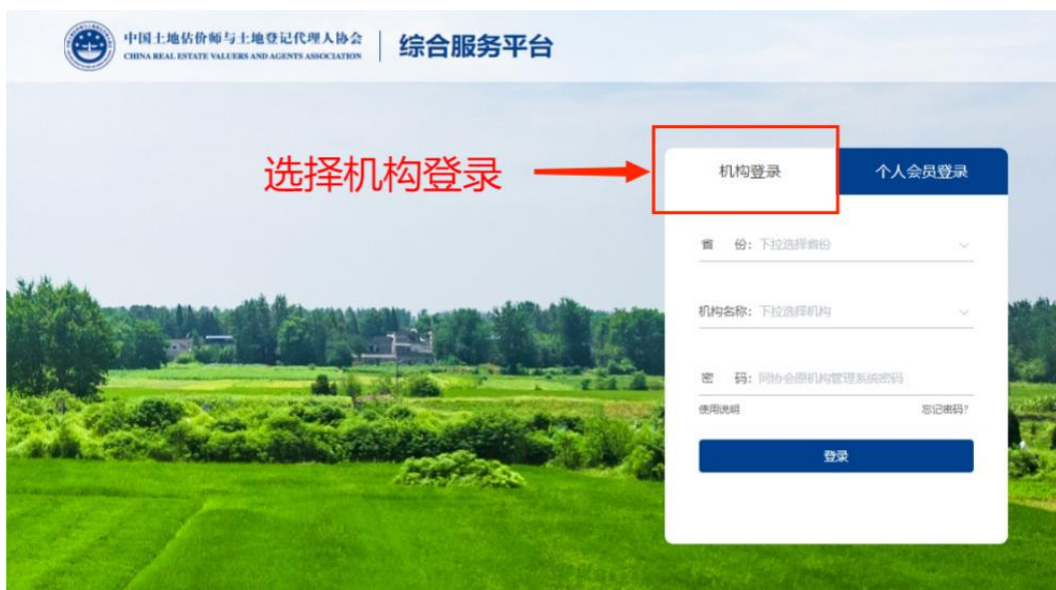 中国土地估价师与土地登记代理人协会
CHINA REAL ESTATE VALUERS AND AGENTS ASSOCIATION
综合服务平台
选择机构登录
机构登录
个人会员登录
省 份：下拉选择省份
机构名称：下拉选择机构
密 码：同协会原机构管理系统密码
使用说明
忘记密码？
登录